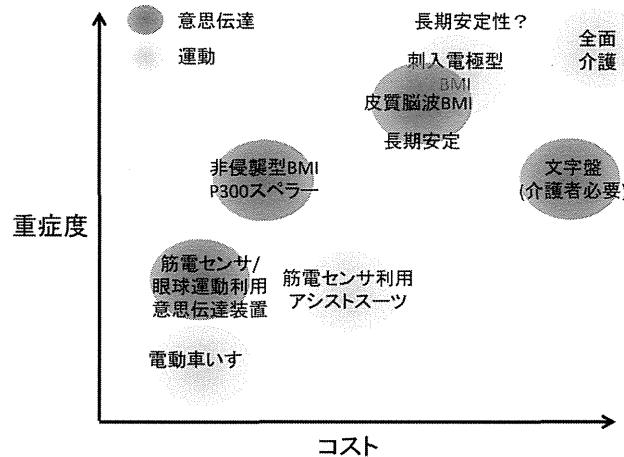 意思伝達
運動
長期安定性？
刺入電極型
BMI
皮質脳波BMI
長期安定
全面
介護
非侵襲型BMI
P300スペラー
文字盤
(介護者必要)
重症度
筋電センサ/
眼球運動利用
意思伝達装置
筋電センサ利用
アシストスーツ
電動車いす
コスト